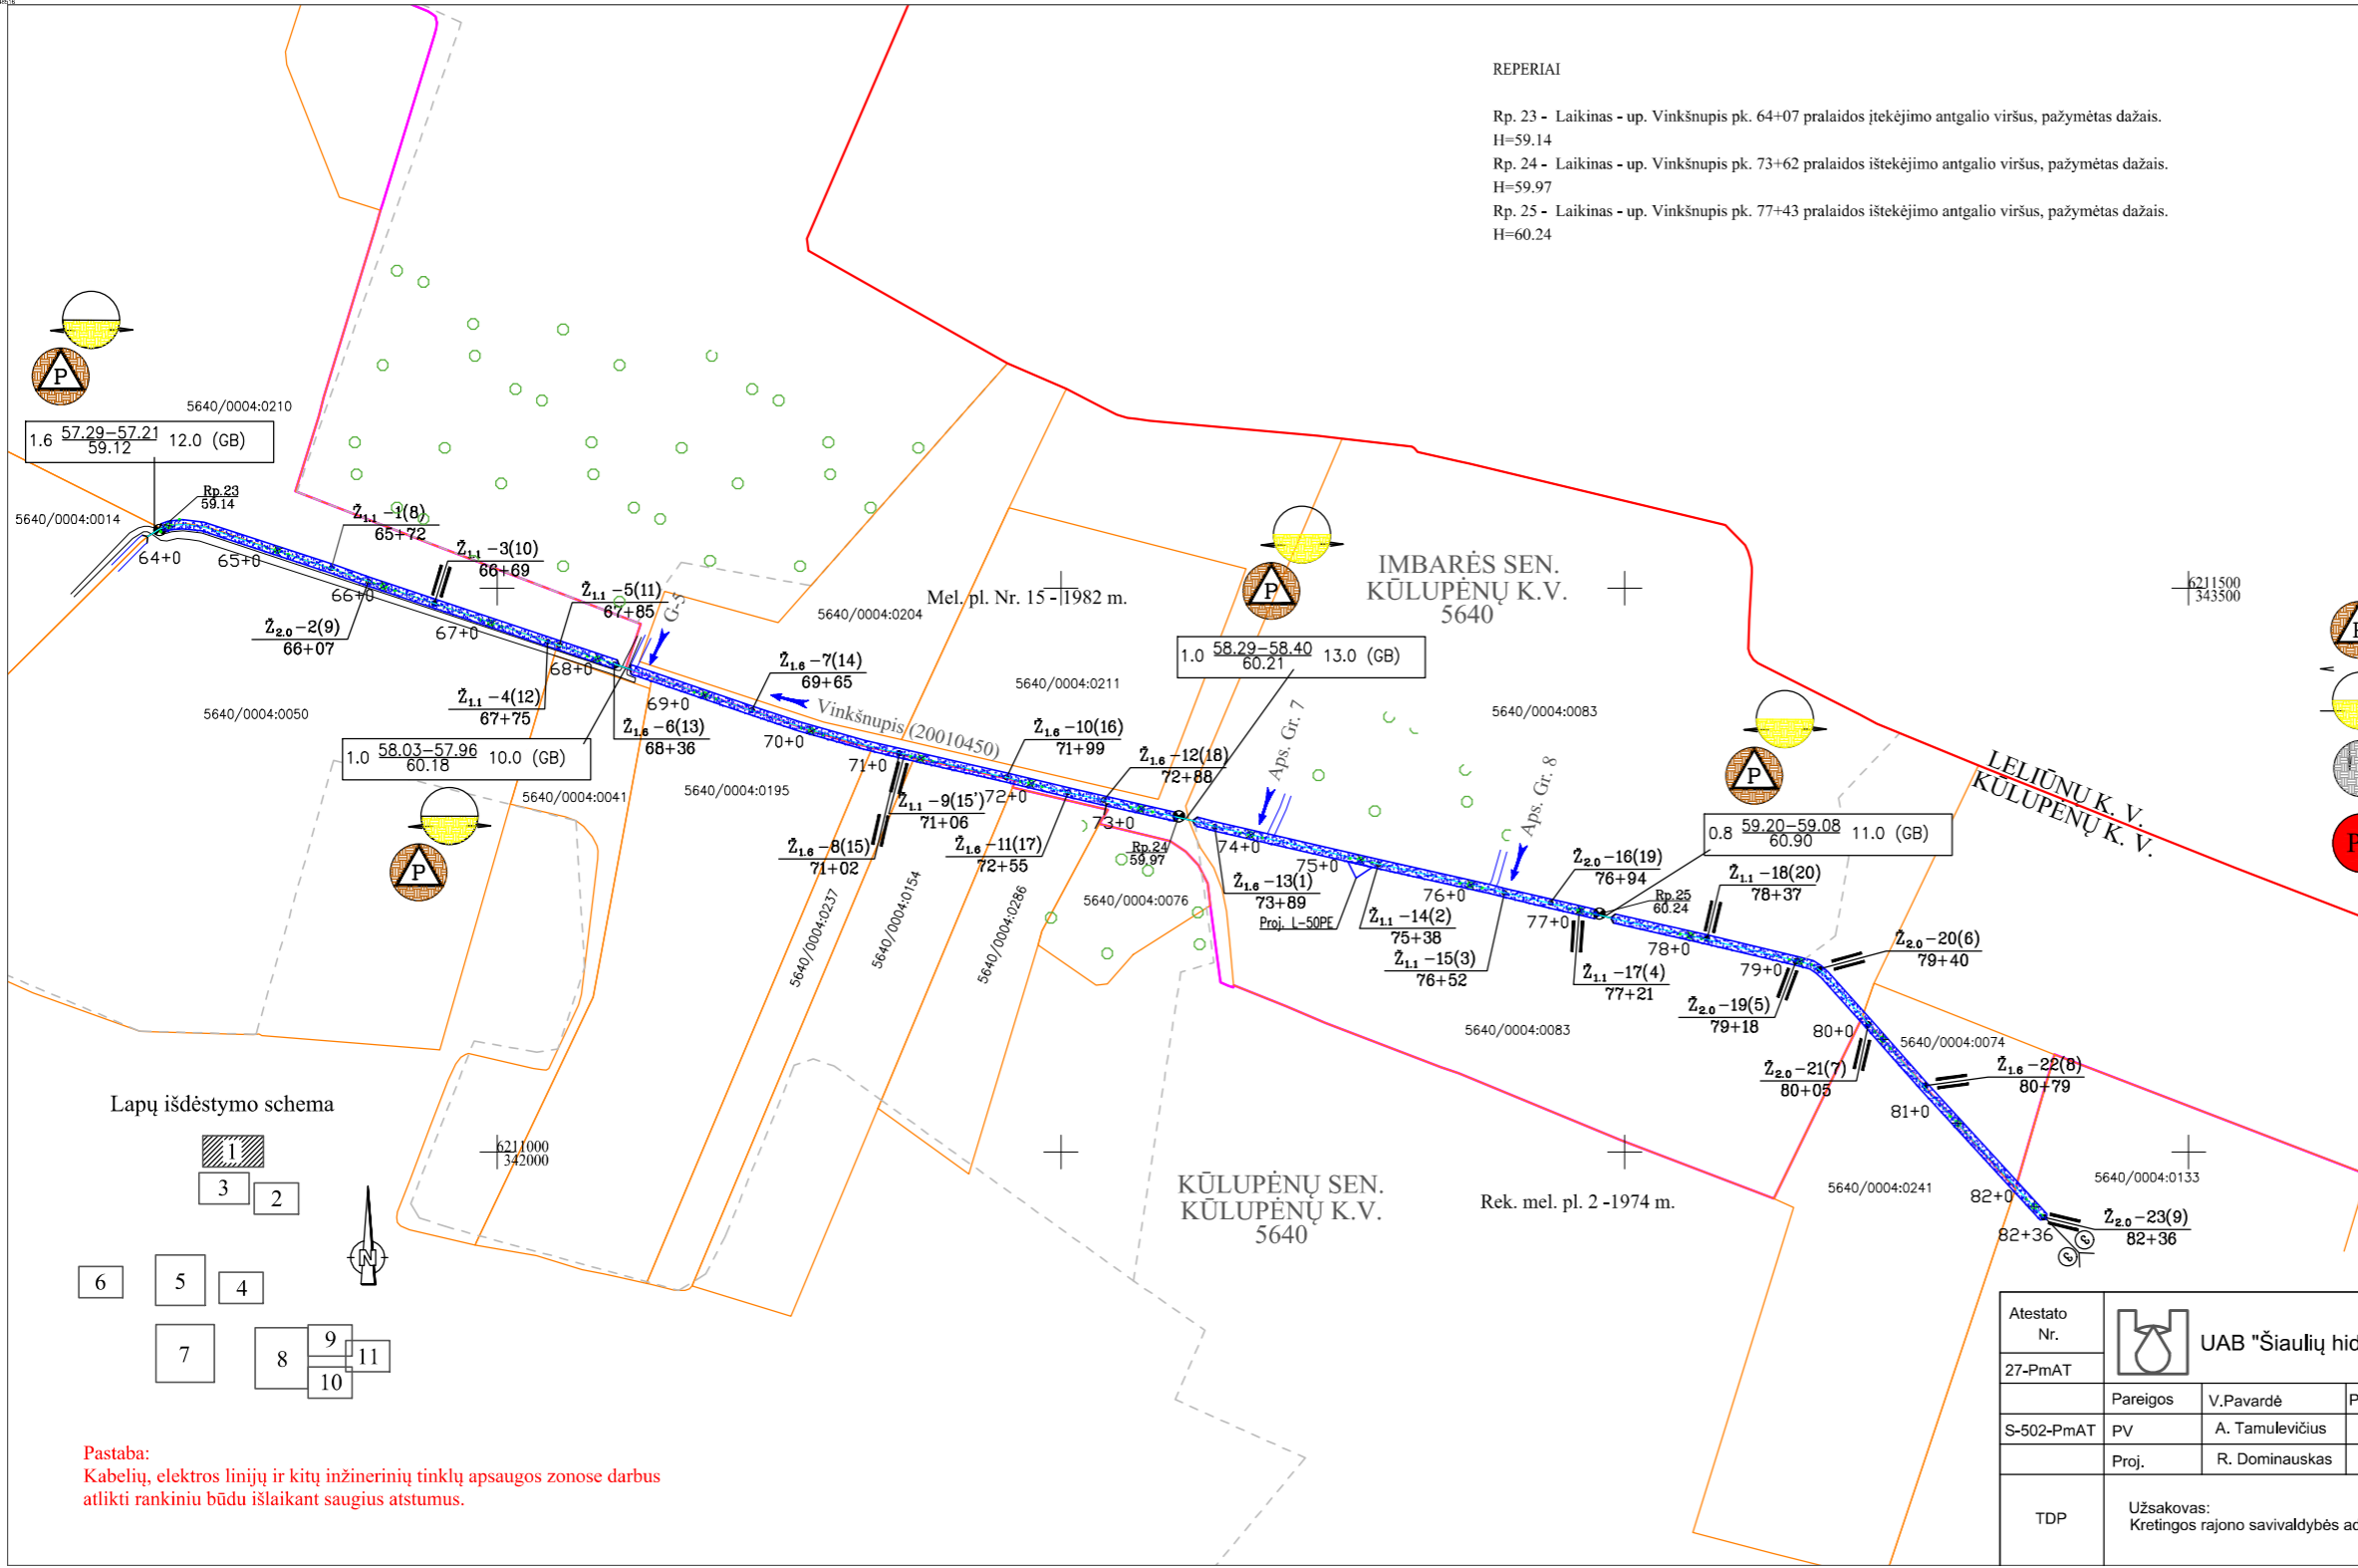 REPERIAI
Rp. 23 - Laikinas - up. Vinkšnupis pk. 64+07 pralaidos įtekėjimo antgalio viršus, pažymėtas dažais.
H=59.14
Rp. 24 - Laikinas - up. Vinkšnupis pk. 73+62 pralaidos ištekėjimo antgalio viršus, pažymėtas dažais.
H=59.97
Rp. 25 - Laikinas - up. Vinkšnupis pk. 77+43 pralaidos ištekėjimo antgalio viršus, pažymėtas dažais.
H=60.24
P
5640/0004:0210
1.6 57.29-57.21 12.0 (GB)
59.12
Rp.23
59.14
5640/0004:0014
64+0
65+0
Ž1.1 -1(8)
65+72
Ž1.1 -3(10)
66+69
66+0
Ž2.0 -2(9)
66+07
67+0
Ž1.1 -5(11)
67+85
G-5
68+0
Ž1.1 -4(12)
67+75
5640/0004:0050
Ž1.6 -6(13)
68+36
69+0
1.0 58.03-57.96 10.0 (GB)
60.18
P
5640/0004:0041
5640/0004:0195
5640/0004:0204
Mel. pl. Nr. 15 - 1982 m.
Ž1.6 -7(14)
69+65
Vinkšnupis (20010450)
70+0
5640/0004:0211
71+0
Ž1.6 -10(16)
71+99
Ž1.1 -9(15')
71+06
72+0
Ž1.6 -8(15)
71+02
Ž1.6 -11(17)
72+55
Ž1.6 -12(18)
72+88
73+0
5640/0004:0237
5640/0004:0154
5640/0004:0286
Rp.24
59.97
5640/0004:0076
P
IMBARĖS SEN.
KŪLUPĖNŲ K.V.
5640
1.0 58.29-58.40 13.0 (GB)
60.21
Aps. Gr. 7
5640/0004:0083
Aps. Gr. 8
74+0
75+0
Ž1.6 -13(1)
73+89
Proj. L-50PE
Ž1.1 -14(2)
75+38
76+0
Ž1.1 -15(3)
76+52
Ž2.0 -16(19)
76+94
77+0
Ž1.1 -17(4)
77+21
Rp.25
60.24
P
0.8 59.20-59.08 11.0 (GB)
60.90
Ž1.1 -18(20)
78+37
78+0
79+0
Ž2.0 -19(5)
79+18
Ž2.0 -20(6)
79+40
5640/0004:0083
80+0
5640/0004:0074
Ž2.0 -21(7)
80+05
Ž1.6 -22(8)
80+79
81+0
5640/0004:0241
5640/0004:0133
82+0
82+36
Ž2.0 -23(9)
82+36
3
3
6211500
343500
LELIŪNŲ K. V.
KŪLUPĖNŲ K. V.
Lapų išdėstymo schema
1
3
2
6
5
4
7
8
9
10
11
N
6211000
342000
KŪLUPĖNŲ SEN.
KŪLUPĖNŲ K.V.
5640
Rek. mel. pl. 2 -1974 m.
Pastaba:
Kabelių, elektros linijų ir kitų inžinerinių tinklų apsaugos zonose darbus
atlikti rankiniu būdu išlaikant saugius atstumus.
Atestato
Nr.
27-PmAT
UAB "Šiaulių hid
Pareigos V.Pavardė P
S-502-PmAT PV A. Tamulevičius
Proj. R. Dominauskas
TDP
Užsakovas:
Kretingos rajono savivaldybės ad